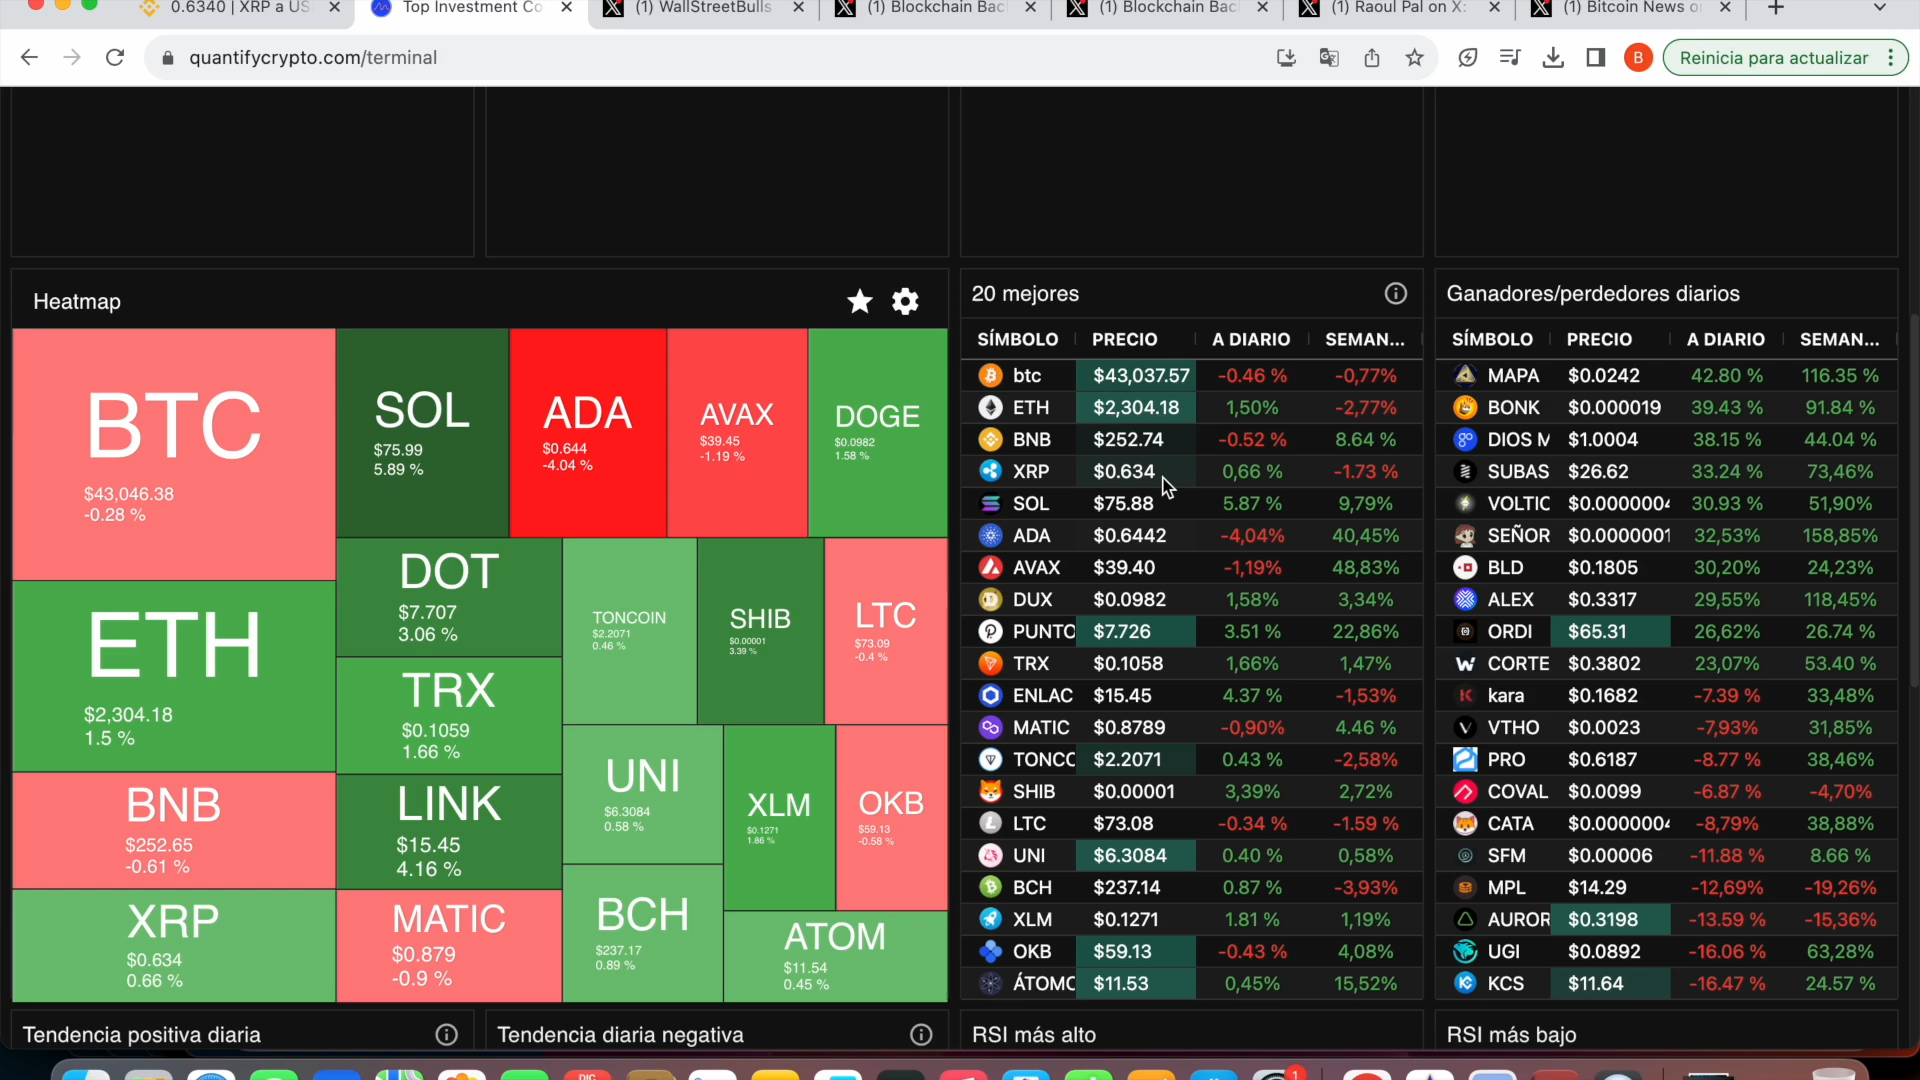 0.6340 | XRP a US
Top Investment Co
(1) WallStreetBulls
(1) Blockchain Bac
(1) Blockchain Bac
(1) Raoul Pal on X:
(1) Bitcoin News o
quantifycrypto.com/terminal
B
Reinicia para actualizar
Heatmap
BTC
$43,046.38
-0.28 %
ETH
$2,304.18
1.5 %
BNB
$252.65
-0.61 %
XRP
$0.634
0.66 %
SOL
$75.99
5.89 %
ADA
$0.644
-4.04 %
AVAX
$39.45
-1.19 %
DOGE
$0.0982
1.58 %
DOT
$7.707
3.06 %
TRX
$0.1059
1.66 %
LINK
$15.45
4.16 %
MATIC
$0.879
-0.9 %
TONCOIN
$2.2071
0.46 %
SHIB
$0.00001
3.39 %
LTC
$73.09
-0.4 %
UNI
$6.3084
0.58 %
XLM
$0.1271
1.86 %
OKB
$59.13
-0.58 %
BCH
$237.17
0.89 %
ATOM
$11.54
0.45 %
20 mejores
SÍMBOLO PRECIO A DIARIO SEMAN...
btc $43,037.57 -0.46 % -0,77%
ETH $2,304.18 1,50% -2,77%
BNB $252.74 -0.52 % 8.64 %
XRP $0.634 0,66 % -1.73 %
SOL $75.88 5.87 % 9,79%
ADA $0.6442 -4,04% 40,45%
AVAX $39.40 -1,19% 48,83%
DUX $0.0982 1,58% 3,34%
PUNTO $7.726 3.51 % 22,86%
TRX $0.1058 1,66% 1,47%
ENLAC $15.45 4.37 % -1,53%
MATIC $0.8789 -0,90% 4.46 %
TONCC $2.2071 0.43 % -2,58%
SHIB $0.00001 3,39% 2,72%
LTC $73.08 -0.34 % -1.59 %
UNI $6.3084 0.40 % 0,58%
BCH $237.14 0.87 % -3,93%
XLM $0.1271 1.81 % 1,19%
OKB $59.13 -0.43 % 4,08%
ÁTOMO $11.53 0,45% 15,52%
Ganadores/perdedores diarios
SÍMBOLO PRECIO A DIARIO SEMAN...
MAPA $0.0242 42.80 % 116.35 %
BONK $0.000019 39.43 % 91.84 %
DIOS M $1.0004 38.15 % 44.04 %
SUBAS $26.62 33.24 % 73,46%
VOLTIC $0.0000004 30.93 % 51,90%
SEÑOR $0.0000001 32,53% 158,85%
BLD $0.1805 30,20% 24,23%
ALEX $0.3317 29,55% 118,45%
ORDI $65.31 26,62% 26.74 %
CORTE $0.3802 23,07% 53.40 %
kara $0.1682 -7.39 % 33,48%
VTHO $0.0023 -7,93% 31,85%
PRO $0.6187 -8.77 % 38,46%
COVAL $0.0099 -6.87 % -4,70%
CATA $0.0000004 -8,79% 38,88%
SFM $0.00006 -11.88 % 8.66 %
MPL $14.29 -12,69% -19,26%
AUROR $0.3198 -13.59 % -15,36%
UGI $0.0892 -16.06 % 63,28%
KCS $11.64 -16.47 % 24.57 %
Tendencia positiva diaria
Tendencia diaria negativa
RSI más alto
RSI más bajo
DIC
1